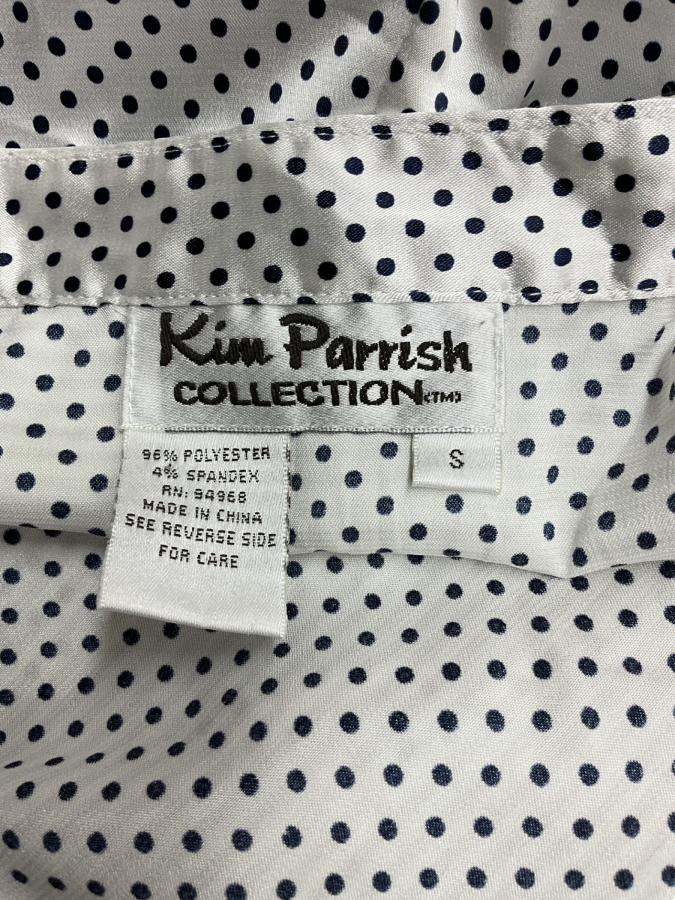 Kim Parrish
COLLECTION<TM>
96% POLYESTER
4% SPANDEX
RN: 94968
MADE IN CHINA
SEE REVERSE SIDE
FOR CARE
S